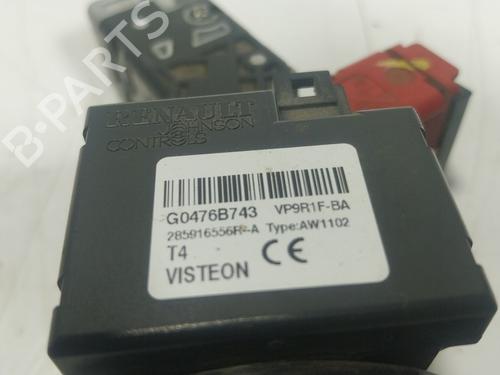 B-PARTS
RENAULT
JOHNSON
CONTROLS
G0476B743 VP9R1F-BA
285916556R-A Type:AW1102
T4
VISTEON CE